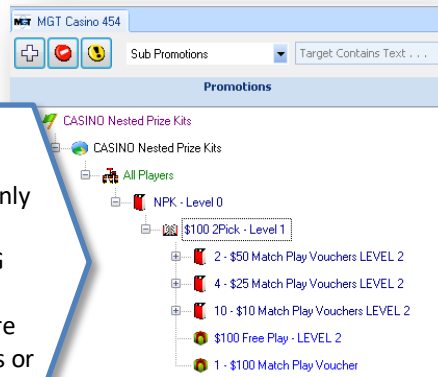 MGT MGT Casino 454
Sub Promotions Target Contains Text . . .
Promotions
CASINO Nested Prize Kits
CASINO Nested Prize Kits
All Players
NPK - Level 0
$100 2Pick - Level 1
2 - $50 Match Play Vouchers LEVEL 2
4 - $25 Match Play Vouchers LEVEL 2
10 - $10 Match Play Vouchers LEVEL 2
$100 Free Play - LEVEL 2
1 - $100 Match Play Voucher
nly
G
re
s or